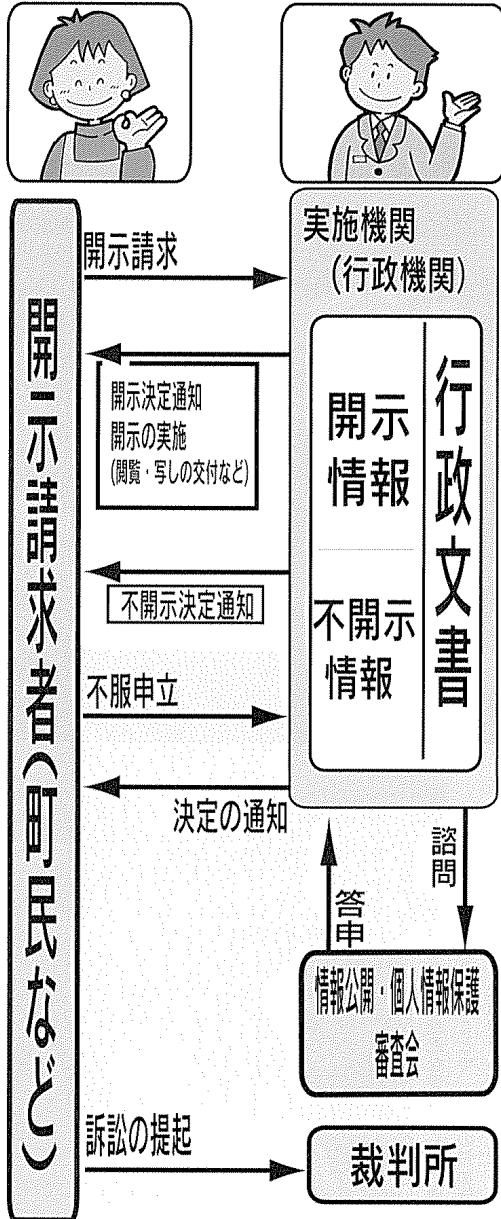 開示請求者(町民など)
開示請求
実施機関
(行政機関)
行政文書
開示
情報
不開示
情報
開示決定通知
開示の実施
(閲覧・写しの交付など)
不開示決定通知
不服申立
決定の通知
諮問
答申
情報公開・個人情報保護
審査会
訴訟の提起
裁判所